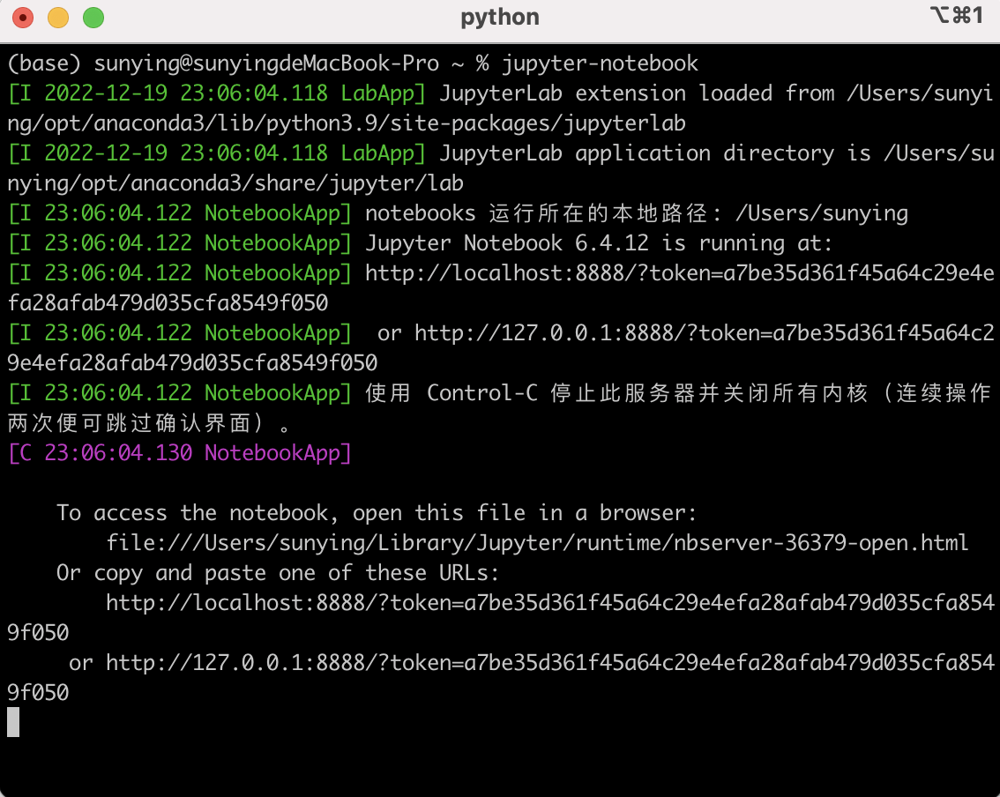 python
⌥⌘1
(base) sunying@sunyingdeMacBook-Pro ~ % jupyter-notebook
[I 2022-12-19 23:06:04.118 LabApp] JupyterLab extension loaded from /Users/sunyi
ng/opt/anaconda3/lib/python3.9/site-packages/jupyterlab
[I 2022-12-19 23:06:04.118 LabApp] JupyterLab application directory is /Users/su
nying/opt/anaconda3/share/jupyter/lab
[I 23:06:04.122 NotebookApp] notebooks 运行所在的本地路径：/Users/sunying
[I 23:06:04.122 NotebookApp] Jupyter Notebook 6.4.12 is running at:
[I 23:06:04.122 NotebookApp] http://localhost:8888/?token=a7be35d361f45a64c29e4e
fa28afab479d035cfa8549f050
[I 23:06:04.122 NotebookApp]  or http://127.0.0.1:8888/?token=a7be35d361f45a64c2
9e4efa28afab479d035cfa8549f050
[I 23:06:04.122 NotebookApp] 使用 Control-C 停止此服务器并关闭所有内核（连续操作
两次便可跳过确认界面）。
[C 23:06:04.130 NotebookApp]
    To access the notebook, open this file in a browser:
        file:///Users/sunying/Library/Jupyter/runtime/nbserver-36379-open.html
    Or copy and paste one of these URLs:
        http://localhost:8888/?token=a7be35d361f45a64c29e4efa28afab479d035cfa854
9f050
     or http://127.0.0.1:8888/?token=a7be35d361f45a64c29e4efa28afab479d035cfa854
9f050